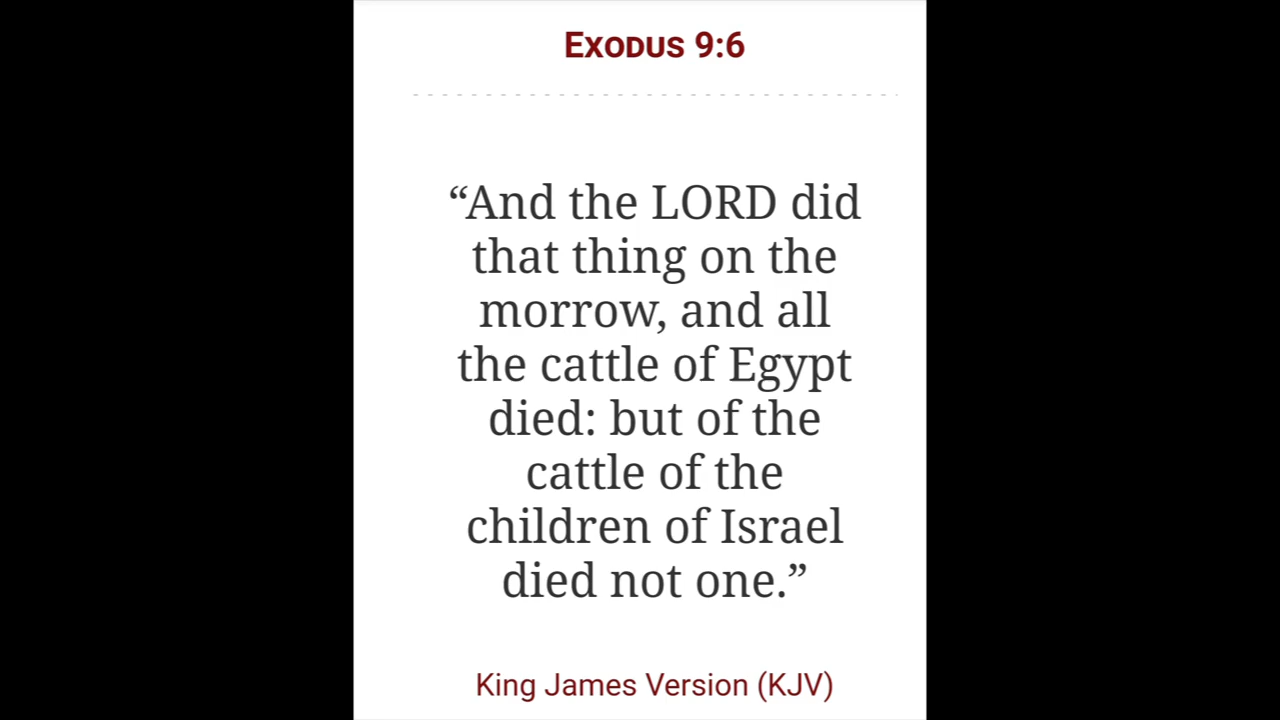 Exodus 9:6
“And the LORD did
that thing on the
morrow, and all
the cattle of Egypt
died: but of the
cattle of the
children of Israel
died not one.”
King James Version (KJV)